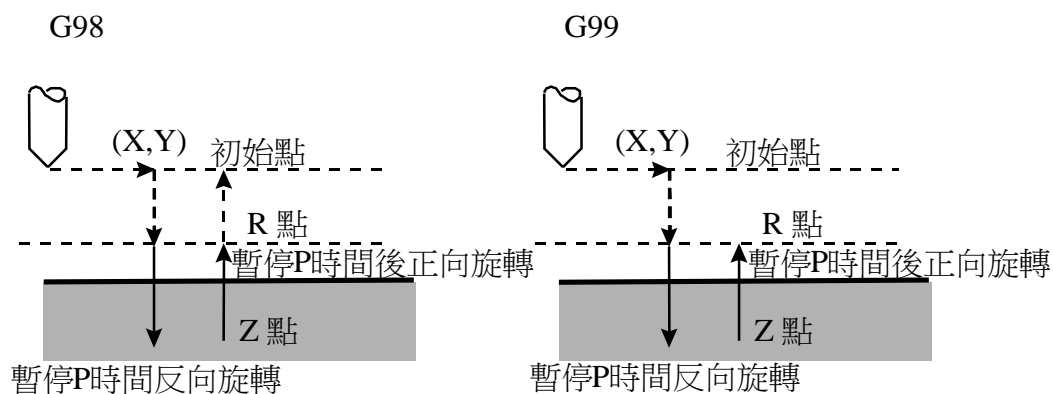 G98
(X,Y)
初始點
R 點
暫停P時間後正向旋轉
Z 點
暫停P時間反向旋轉
G99
(X,Y)
初始點
R 點
暫停P時間後正向旋轉
Z 點
暫停P時間反向旋轉